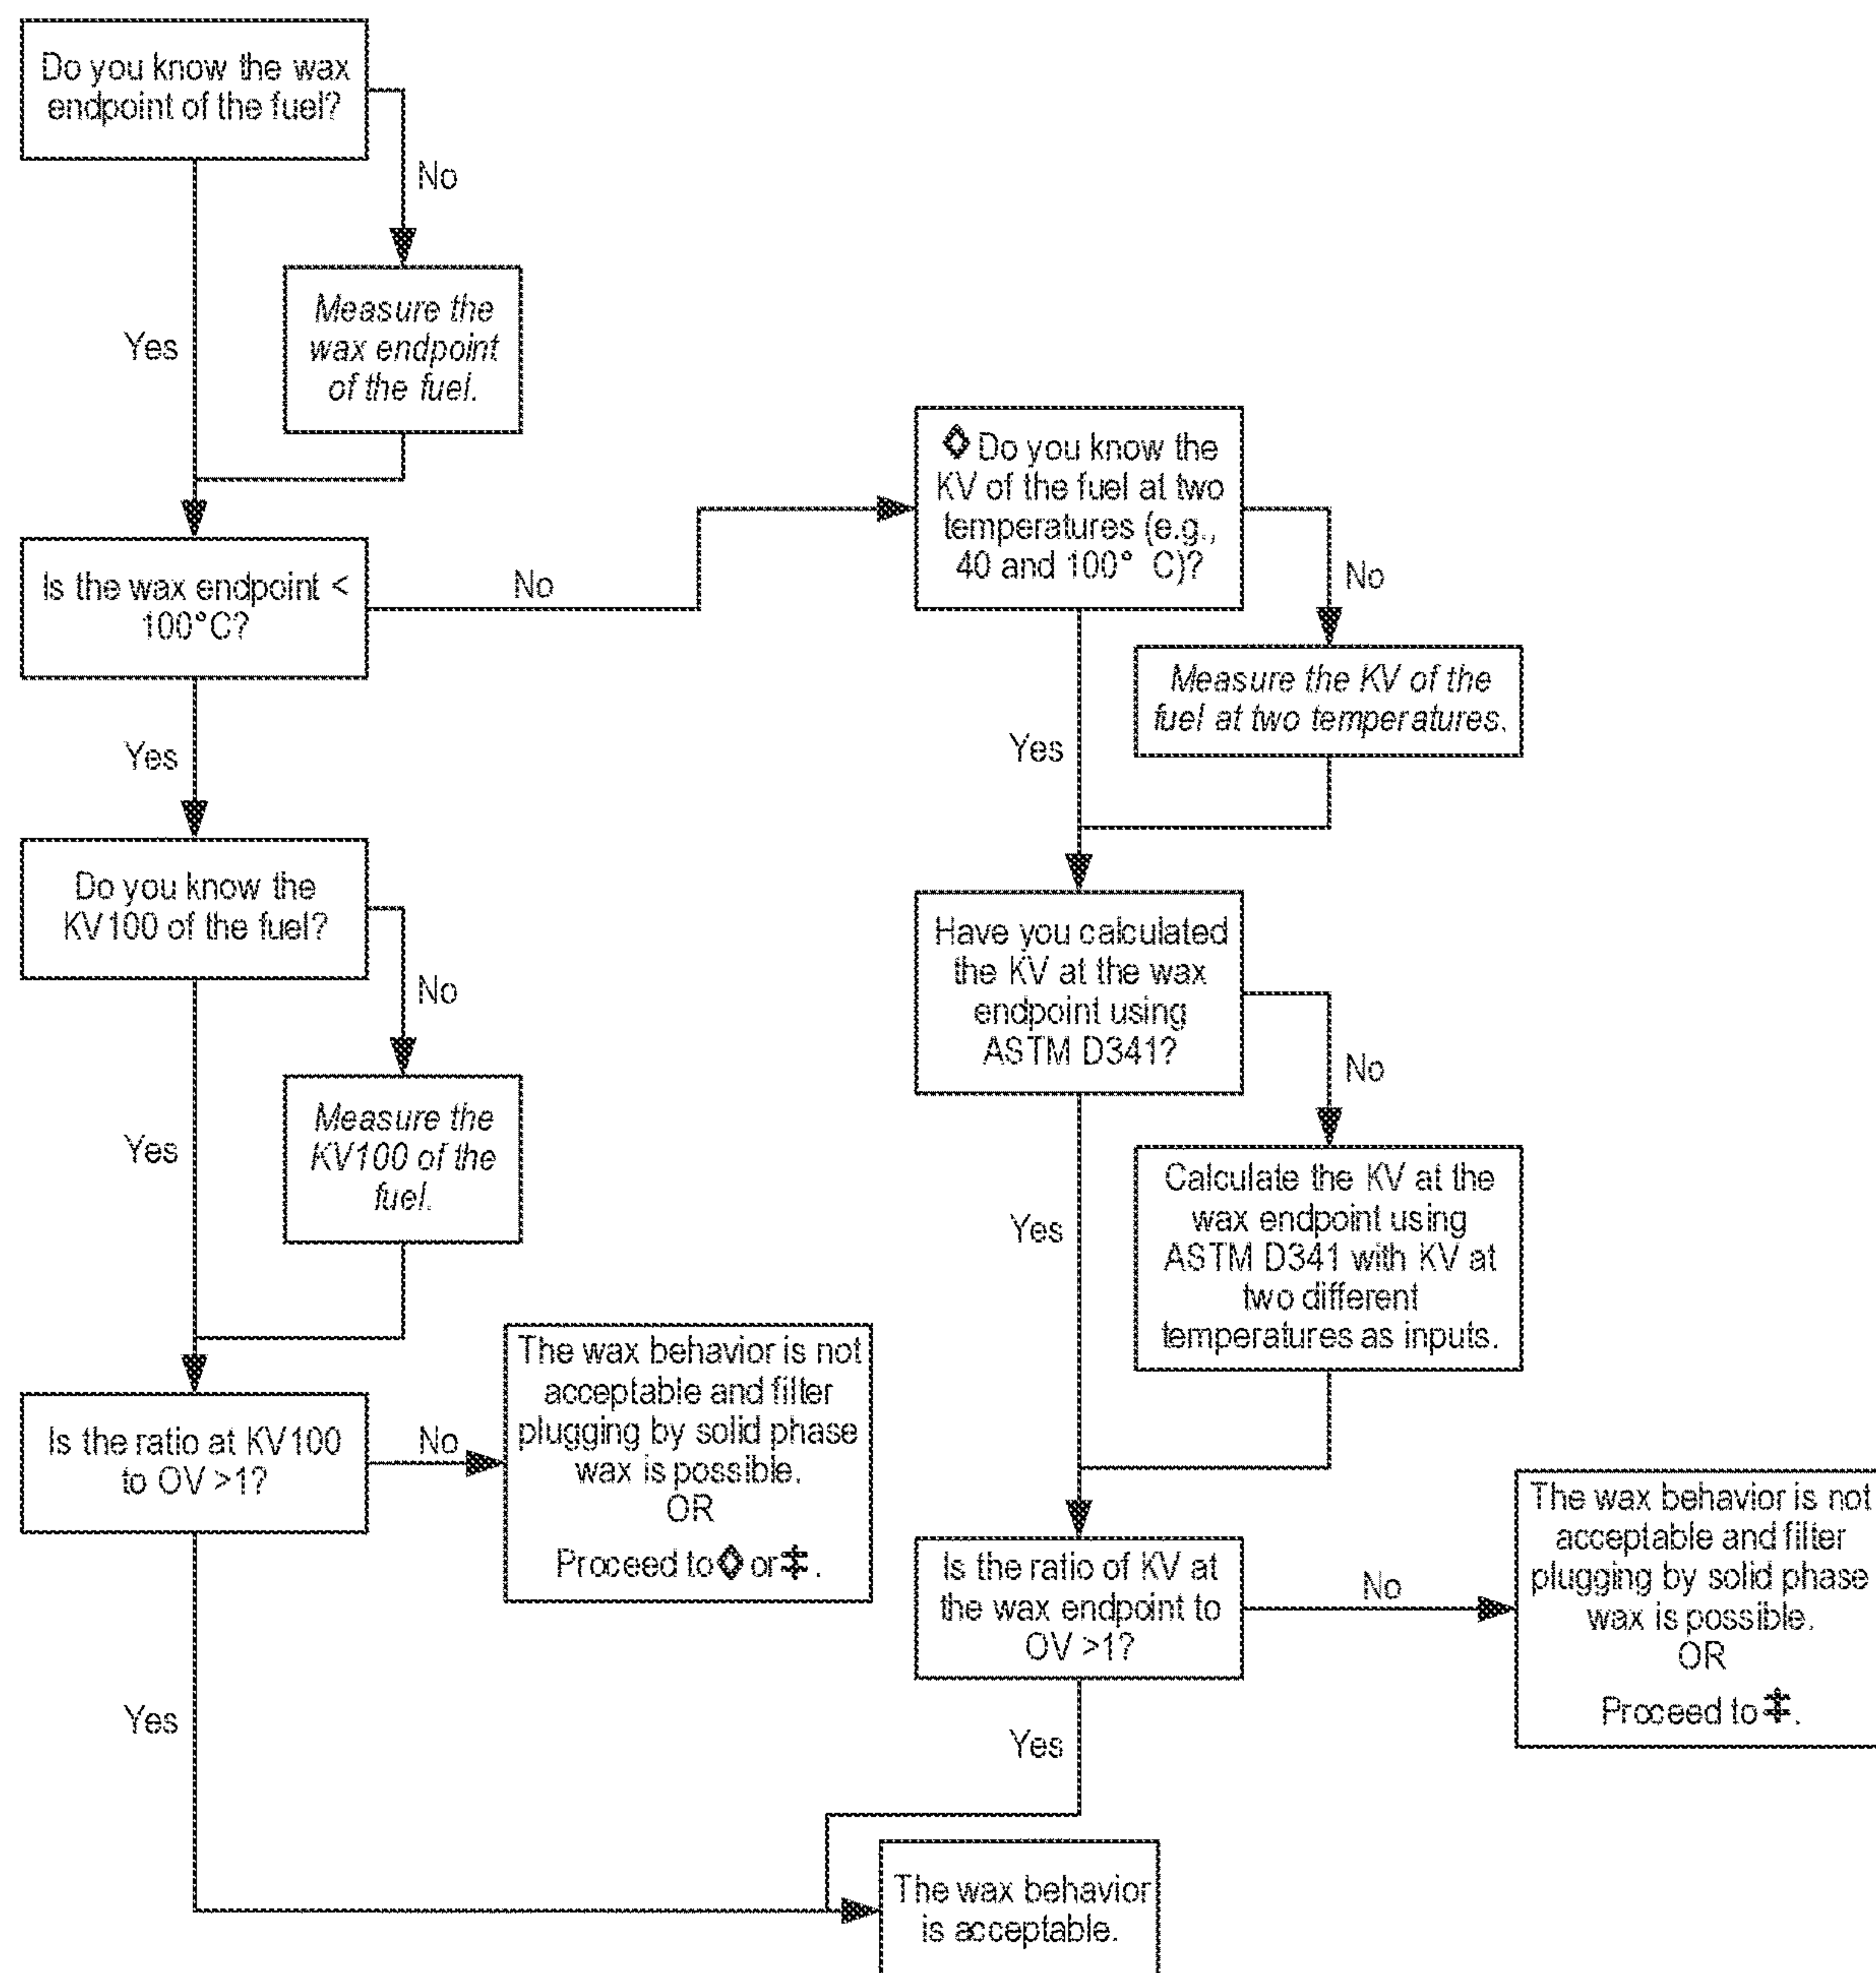 Do you know the wax
endpoint of the fuel?
No
Yes
Measure the
wax endpoint
of the fuel.
Is the wax endpoint <
100°C?
No
Yes
Do you know the
KV100 of the fuel?
No
Yes
Measure the
KV100 of the
fuel.
Is the ratio at KV100
to OV >1?
No
Yes
The wax behavior is not
acceptable and filter
plugging by solid phase
wax is possible.
OR
Proceed to ◊ or ‡.
◊ Do you know the
KV of the fuel at two
temperatures (e.g.,
40 and 100° C)?
No
Yes
Measure the KV of the
fuel at two temperatures.
Have you calculated
the KV at the wax
endpoint using
ASTM D341?
No
Yes
Calculate the KV at the
wax endpoint using
ASTM D341 with KV at
two different
temperatures as inputs.
Is the ratio of KV at
the wax endpoint to
OV >1?
No
Yes
The wax behavior is not
acceptable and filter
plugging by solid phase
wax is possible.
OR
Proceed to ‡.
The wax behavior
is acceptable.